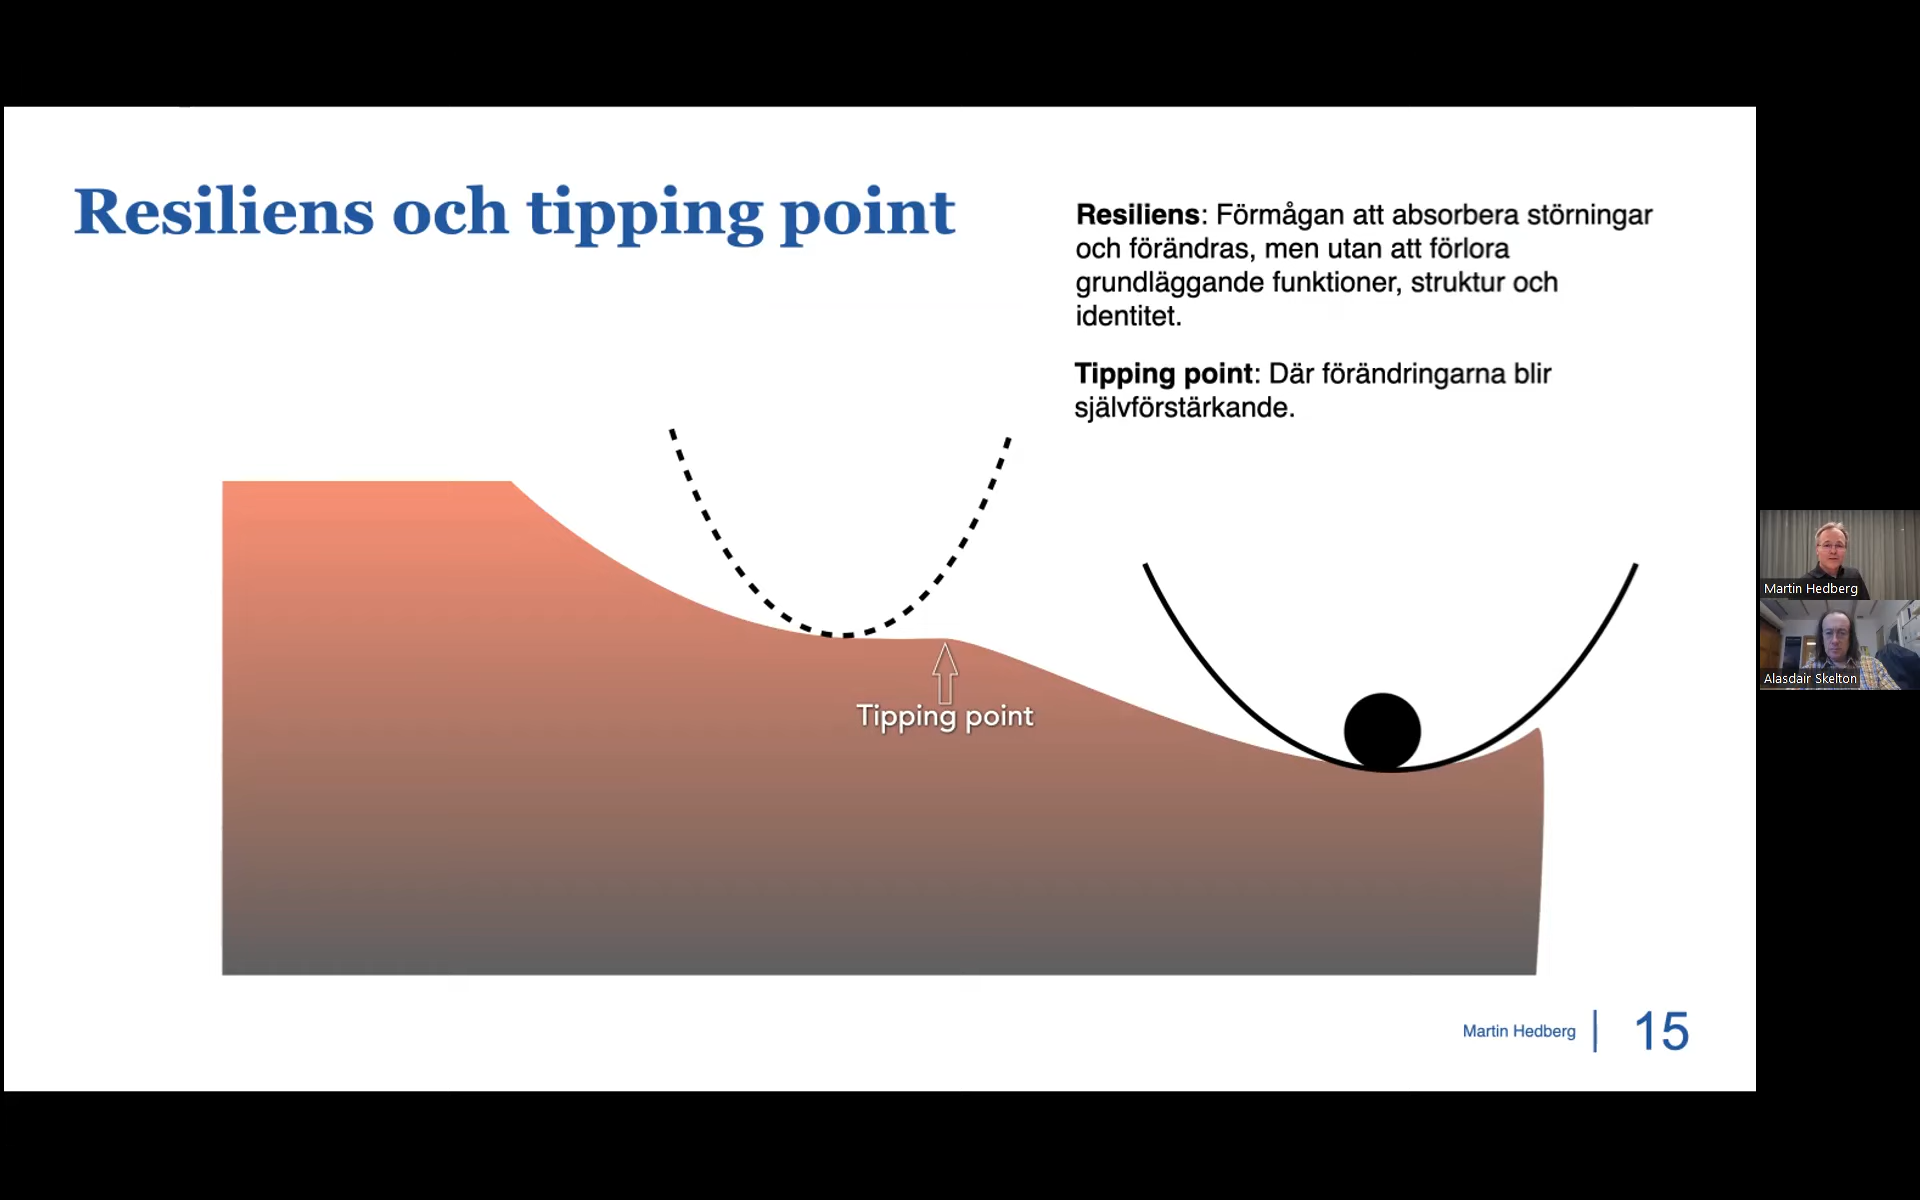 Resiliens och tipping point
Resiliens: Förmågan att absorbera störningar
och förändras, men utan att förlora
grundläggande funktioner, struktur och
identitet.
Tipping point: Där förändringarna blir
självförstärkande.
Tipping point
Martin Hedberg
Alasdair Skelton
Martin Hedberg
15